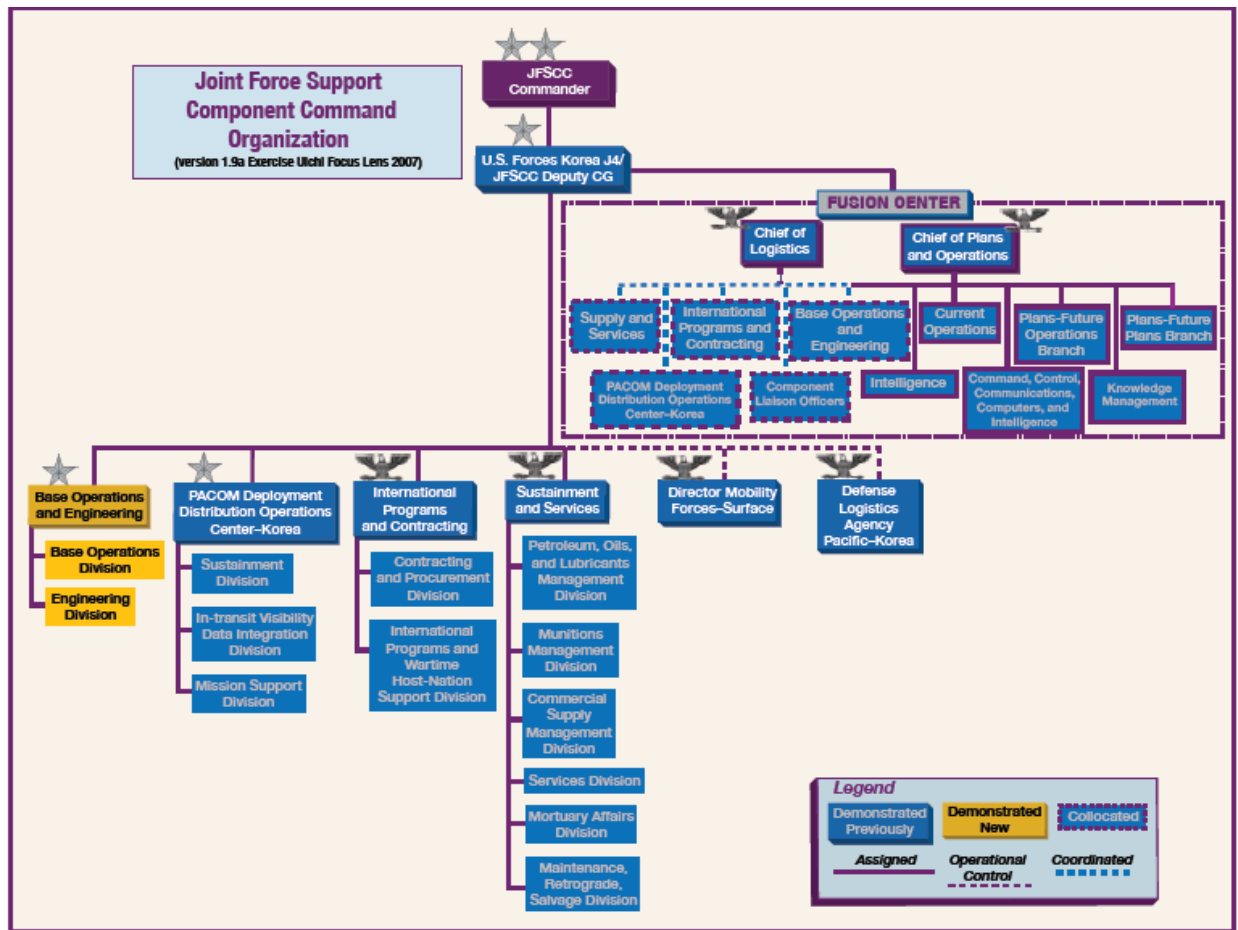 Joint Force Support
Component Command
Organization
(version 1.9a Exercise Ulchi Focus Lens 2007)
JFSCC
Commander
U.S. Forces Korea J4/
JFSCC Deputy CG
FUSION CENTER
Chief of
Logistics
Chief of Plans
and Operations
Supply and
Services
International
Programs and
Contracting
Base Operations
and
Engineering
Current
Operations
Plans-Future
Operations
Branch
Plans-Future
Plans Branch
PACOM Deployment
Distribution Operations
Center–Korea
Component
Liaison Officers
Intelligence
Command, Control,
Communications,
Computers, and
Intelligence
Knowledge
Management
Base Operations
and Engineering
Base Operations
Division
Engineering
Division
PACOM Deployment
Distribution Operations
Center–Korea
Sustainment
Division
In-transit Visibility
Data Integration
Division
Mission Support
Division
International
Programs
and Contracting
Contracting
and Procurement
Division
International
Programs and
Wartime
Host-Nation
Support Division
Sustainment
and Services
Petroleum, Oils,
and Lubricants
Management
Division
Munitions
Management
Division
Commercial
Supply
Management
Division
Services Division
Mortuary Affairs
Division
Maintenance,
Retrograde,
Salvage Division
Director Mobility
Forces–Surface
Defense
Logistics
Agency
Pacific–Korea
Legend
Demonstrated
Previously
Demonstrated
New
Collocated
Assigned
Operational
Control
Coordinated